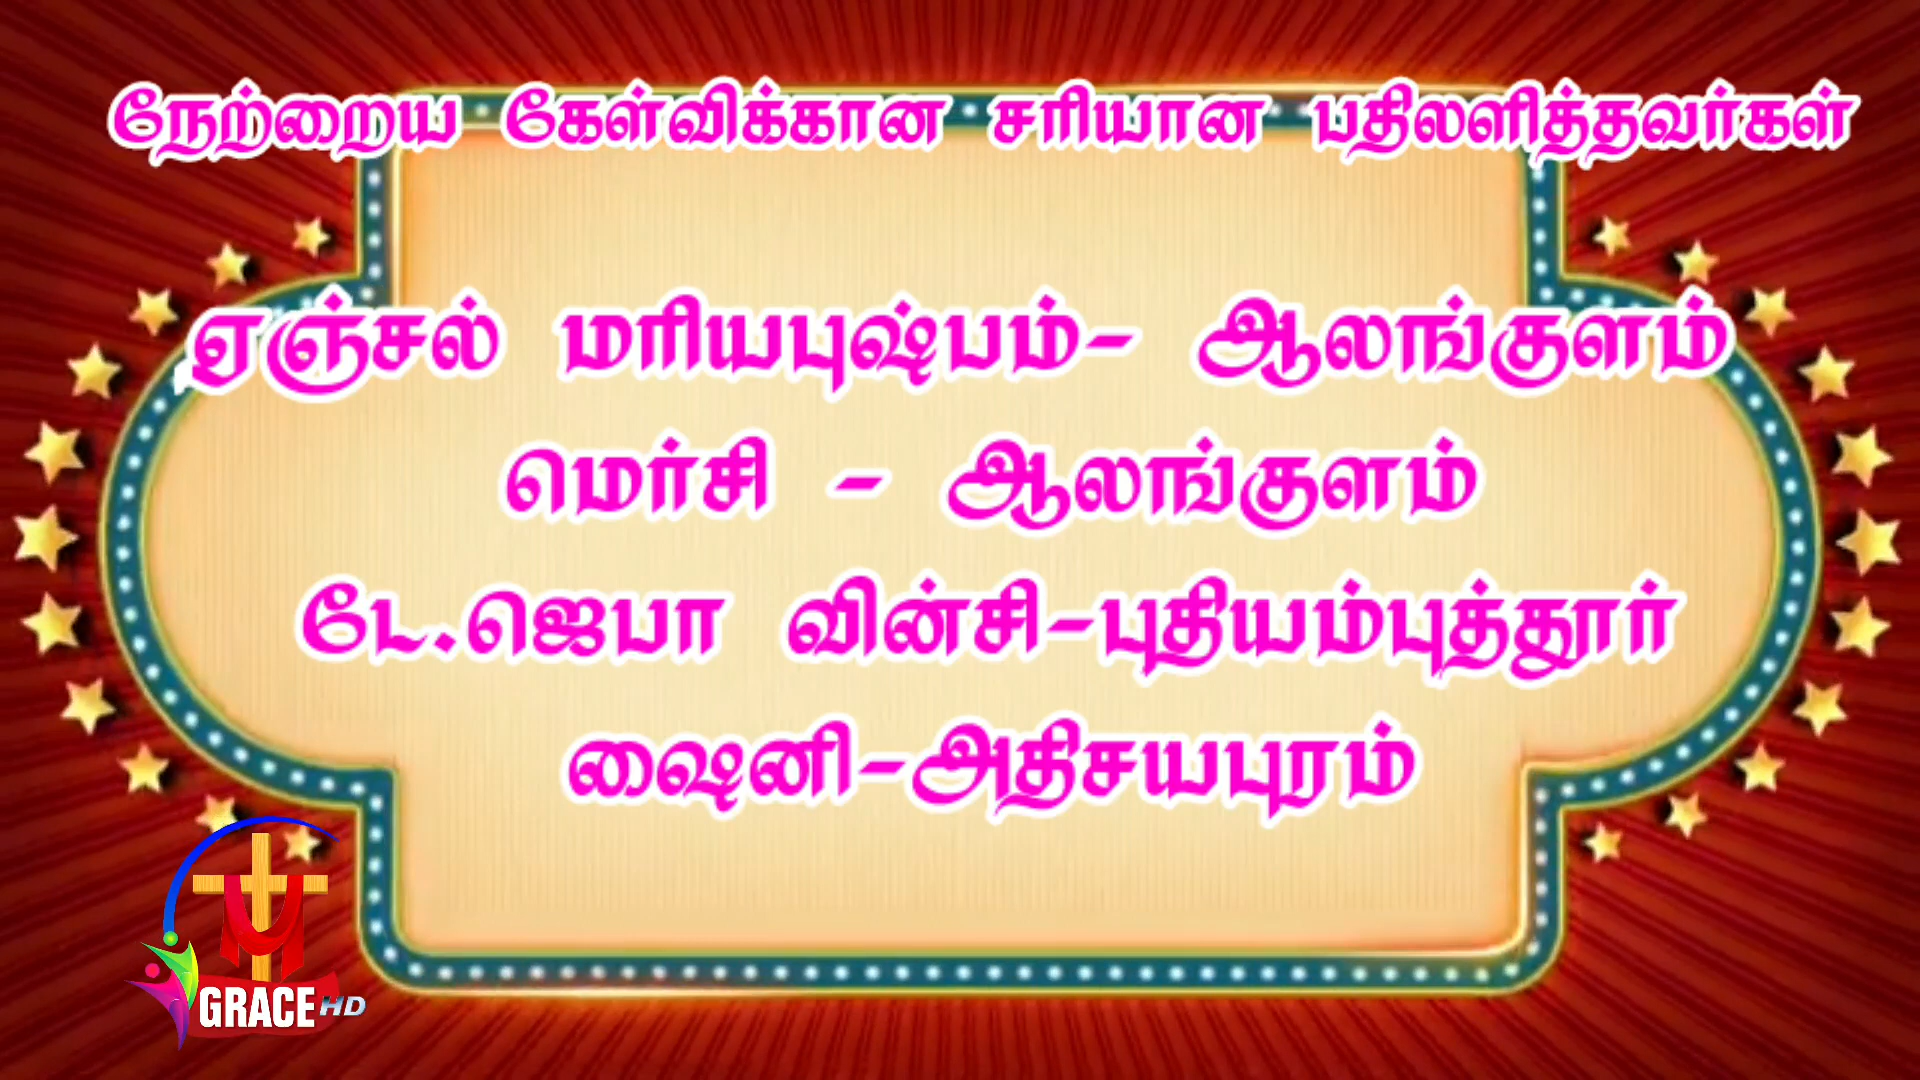 நேற்றைய கேள்விக்கான சரியான பதிலளித்தவர்கள்
ஏஞ்சல் மரியபுஷ்பம்- ஆலங்குளம்
மெர்சி - ஆலங்குளம்
டே.ஜெபா வின்சி-புதியம்புத்தூர்
ஷைனி-அதிசயபுரம்
GRACE HD